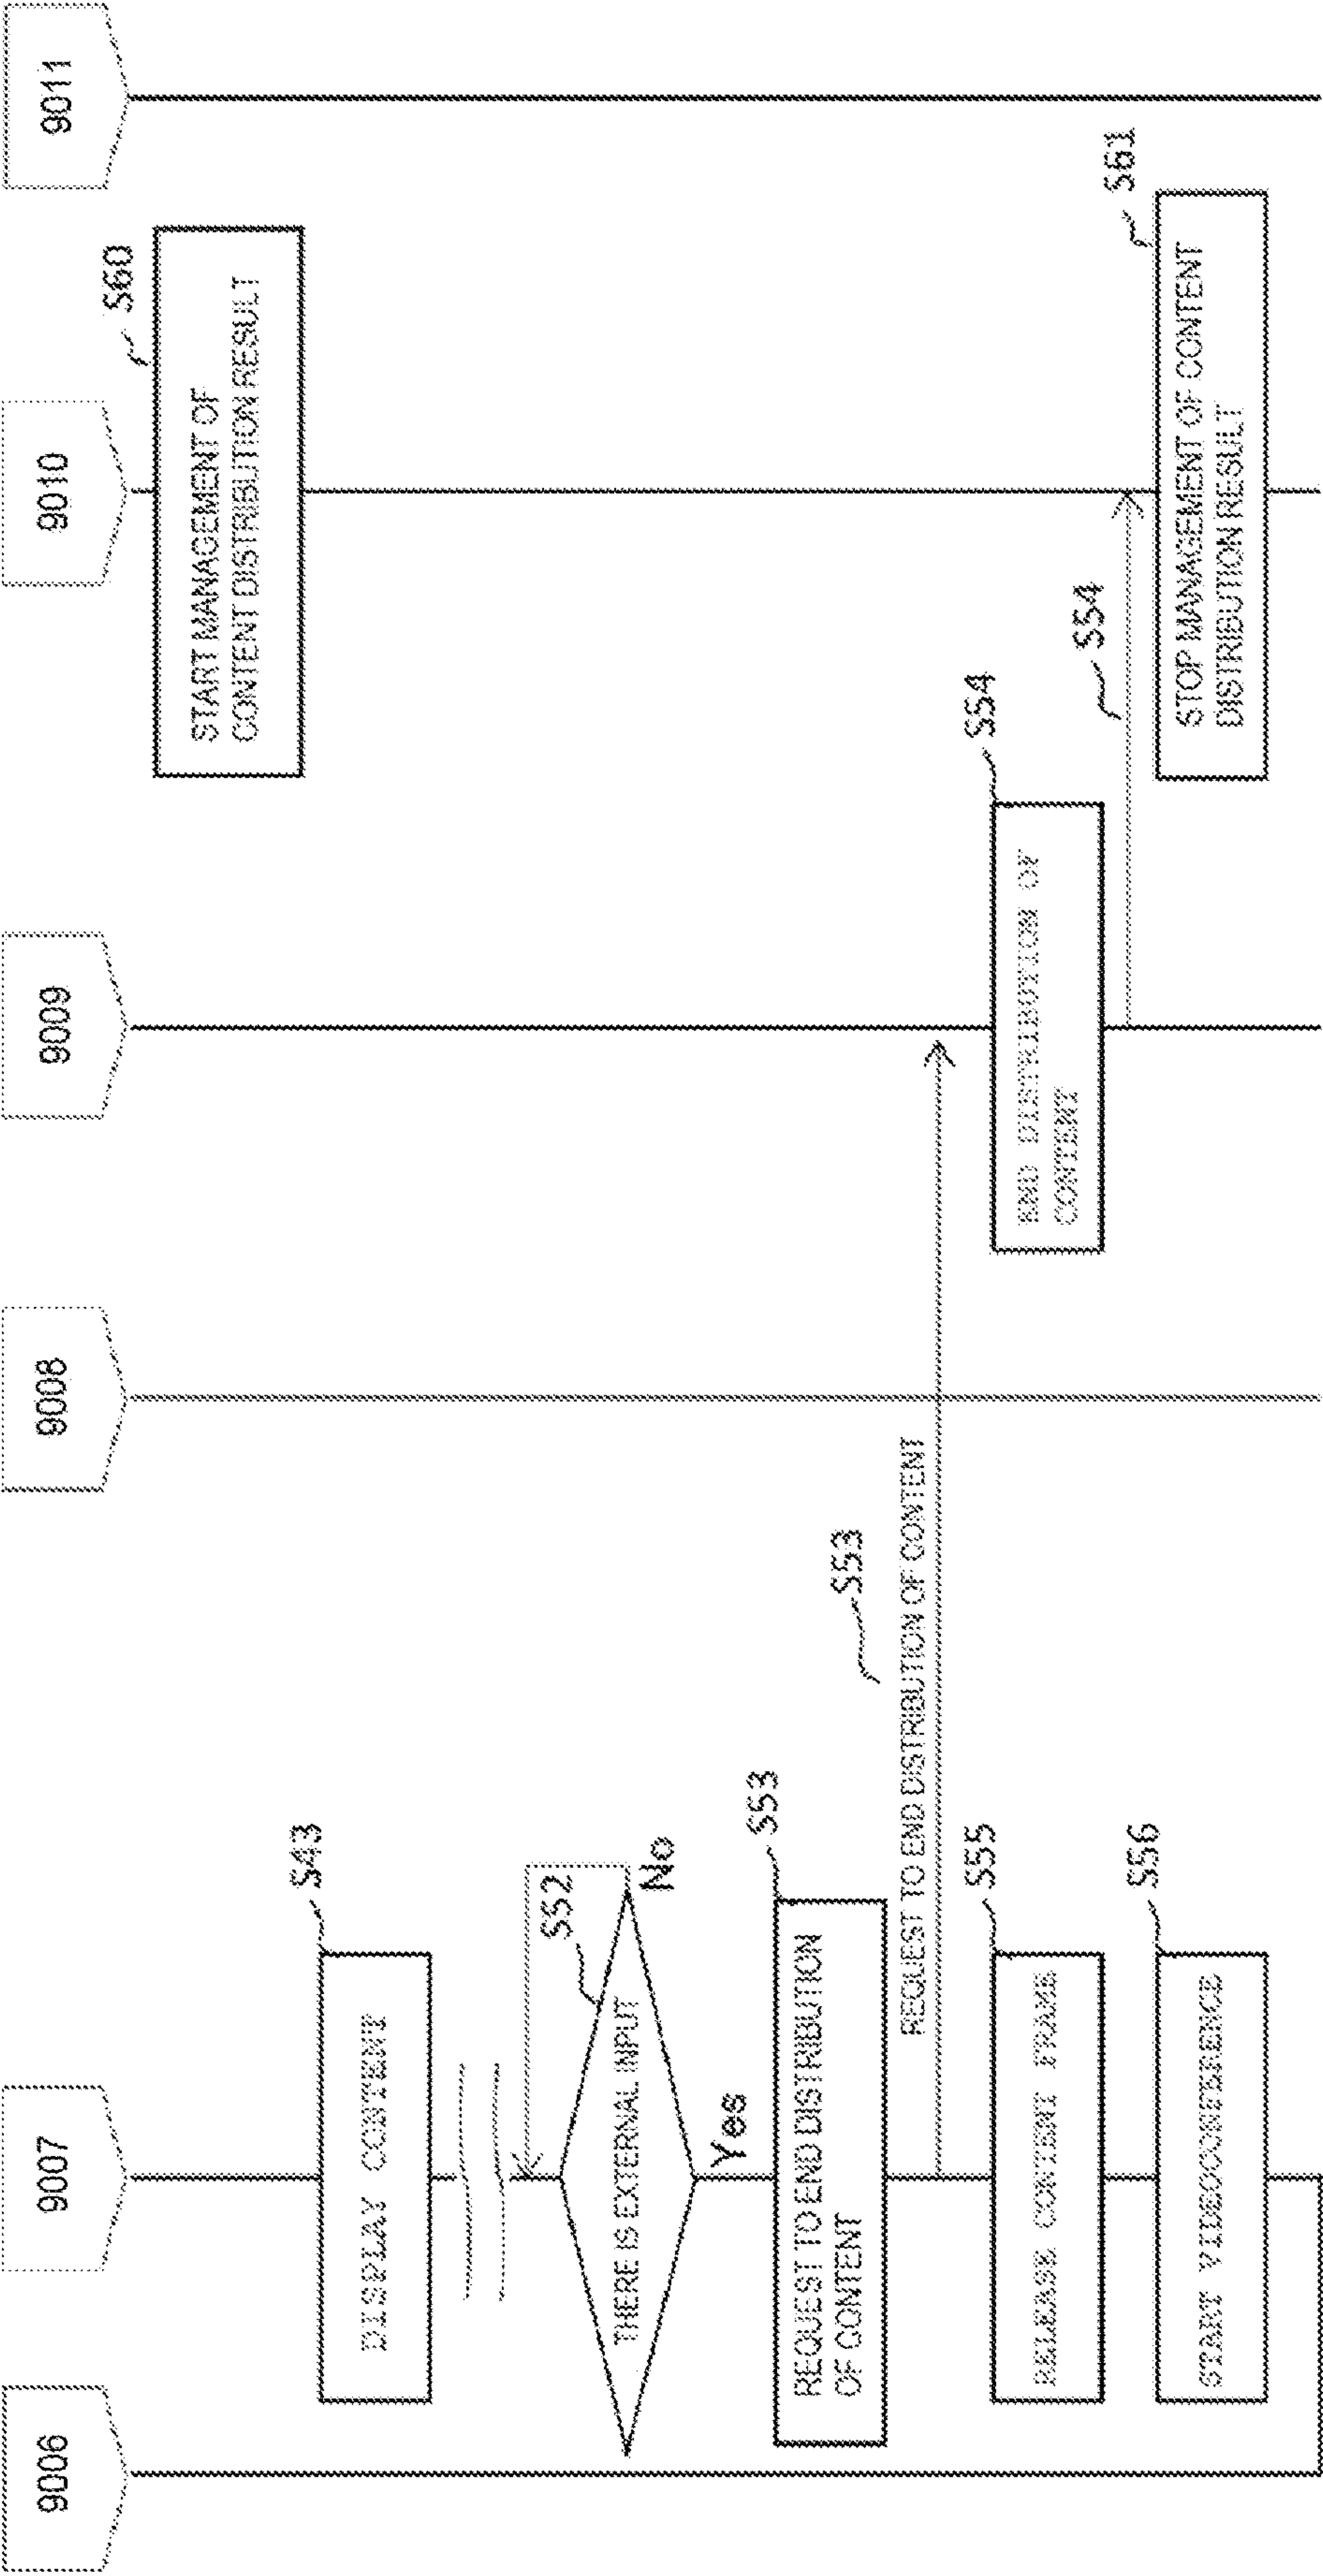 9006
9007
9008
9009
9010
9011
S60
START MANAGEMENT OF
CONTENT DISTRIBUTION RESULT
S43
DISPLAY CONTENT
S52
THERE IS EXTERNAL INPUT
No
Yes
S53
REQUEST TO END DISTRIBUTION
OF CONTENT
S53
REQUEST TO END DISTRIBUTION OF CONTENT
S54
END DISTRIBUTION OF
CONTENT
S55
RELEASE CONTENT FRAME
S54
S56
START VIDEOCONFERENCE
S61
STOP MANAGEMENT OF CONTENT
DISTRIBUTION RESULT